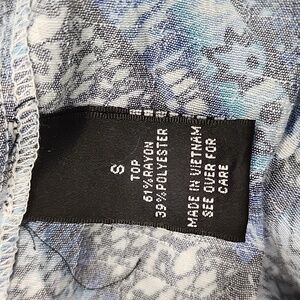 S
TOP
61%RAYON
39%POLYESTER
MADE IN VIETNAM
SEE OVER FOR
CARE